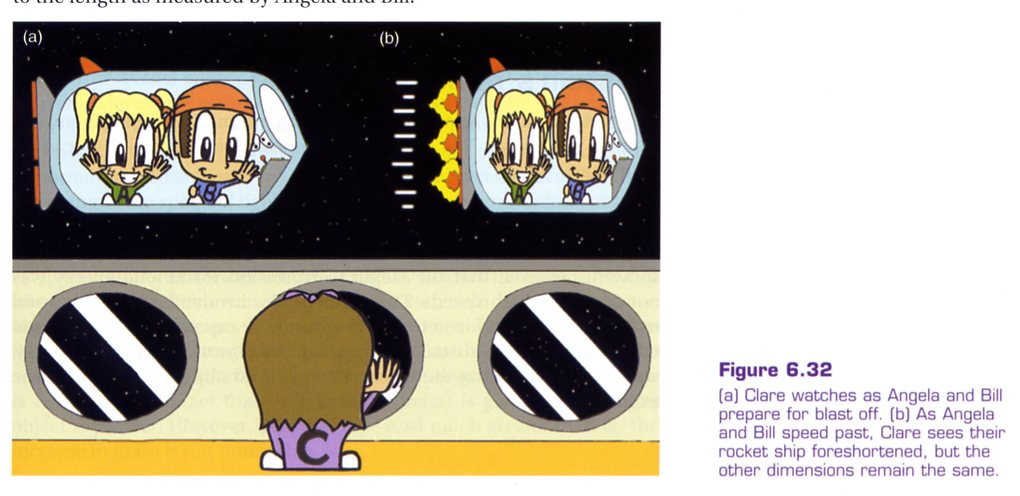 to the length as measured by Angela and Bill.
(a)
(b)
A
B
C
Figure 6.32
(a) Clare watches as Angela and Bill
prepare for blast off. (b) As Angela
and Bill speed past, Clare sees their
rocket ship foreshortened, but the
other dimensions remain the same.